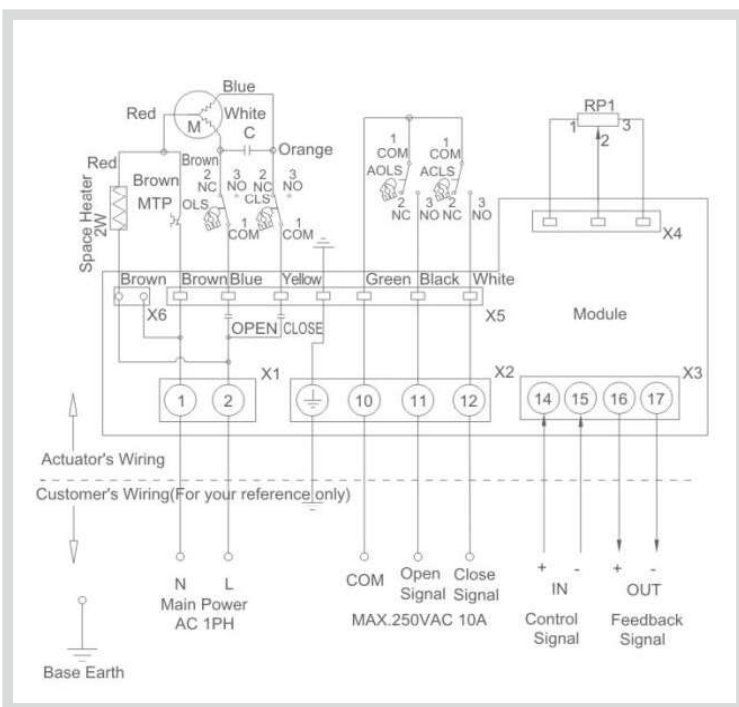 Blue
RP1
Red
White
M
C
1
3
2
Orange
1
COM
1
COM
Red
Brown
AOLS
ACLS
Brown
2
3
2
3
NC
NO
NC
NO
MTP
OLS
CLS
2
3
2
3
NC
NO
NC
NO
Space Heater
2W
1
COM
1
COM
X4
Brown
Brown
Blue
Yellow
Green
Black
White
X6
X5
Module
OPEN
CLOSE
X1
X2
X3
1
2
10
11
12
14
15
16
17
Actuator's Wiring
Customer's Wiring(For your reference only)
+
-
+
-
N
L
COM
Open
Signal
Close
Signal
IN
OUT
Main Power
AC 1PH
MAX.250VAC 10A
Control
Signal
Feedback
Signal
Base Earth